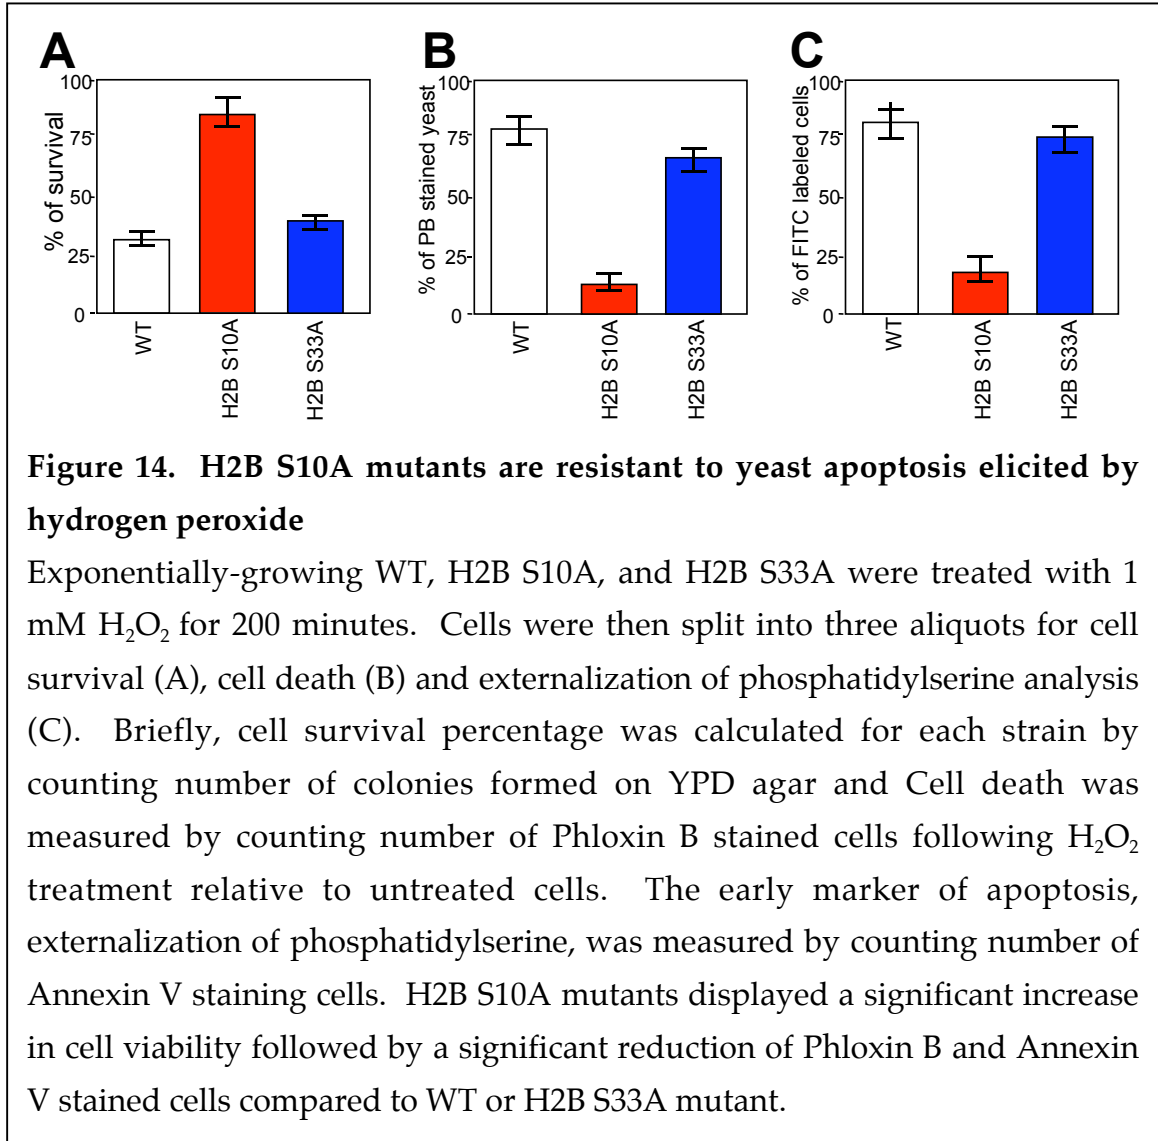 A
B
C
% of survival
100
75
50
25
0
WT
H2B S10A
H2B S33A
% of PB stained yeast
100
75
50
25
0
WT
H2B S10A
H2B S33A
% of FITC labeled cells
100
75
50
25
0
WT
H2B S10A
H2B S33A
Figure 14. H2B S10A mutants are resistant to yeast apoptosis elicited by
hydrogen peroxide
Exponentially-growing WT, H2B S10A, and H2B S33A were treated with 1
mM H₂O₂ for 200 minutes. Cells were then split into three aliquots for cell
survival (A), cell death (B) and externalization of phosphatidylserine analysis
(C). Briefly, cell survival percentage was calculated for each strain by
counting number of colonies formed on YPD agar and Cell death was
measured by counting number of Phloxin B stained cells following H₂O₂
treatment relative to untreated cells. The early marker of apoptosis,
externalization of phosphatidylserine, was measured by counting number of
Annexin V staining cells. H2B S10A mutants displayed a significant increase
in cell viability followed by a significant reduction of Phloxin B and Annexin
V stained cells compared to WT or H2B S33A mutant.